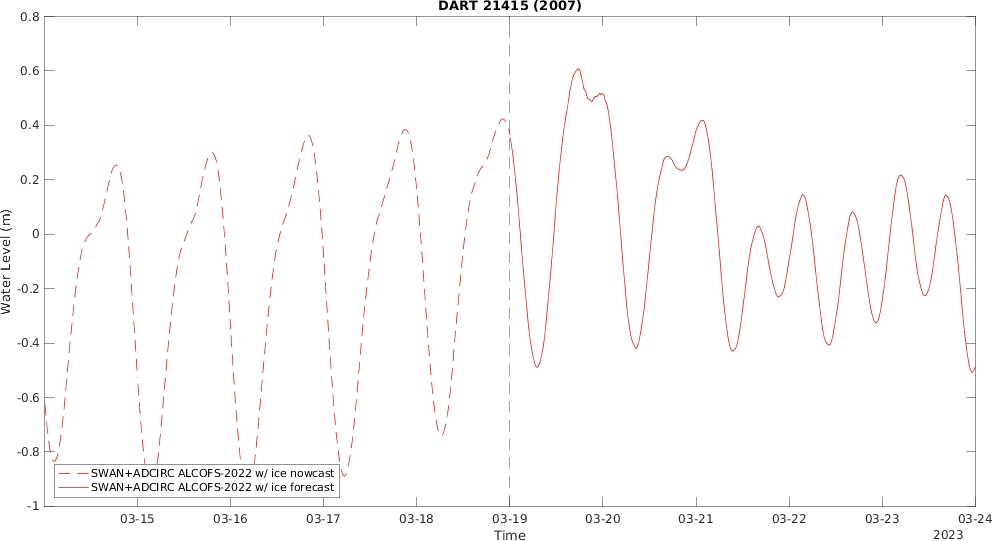 DART 21415 (2007)
0.8
0.6
0.4
0.2
0
-0.2
-0.4
-0.6
-0.8
-1
Water Level (m)
SWAN+ADCIRC ALCOFS-2022 w/ ice nowcast
SWAN+ADCIRC ALCOFS-2022 w/ ice forecast
03-15 03-16 03-17 03-18 03-19 03-20 03-21 03-22 03-23 03-24
Time
2023